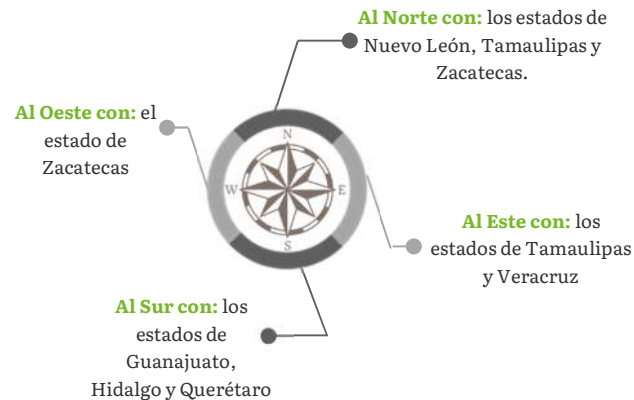 Al Norte con: los estados de
Nuevo León, Tamaulipas y
Zacatecas.
Al Oeste con: el
estado de
Zacatecas
N
W
E
S
Al Este con: los
estados de Tamaulipas
y Veracruz
Al Sur con: los
estados de
Guanajuato,
Hidalgo y Querétaro